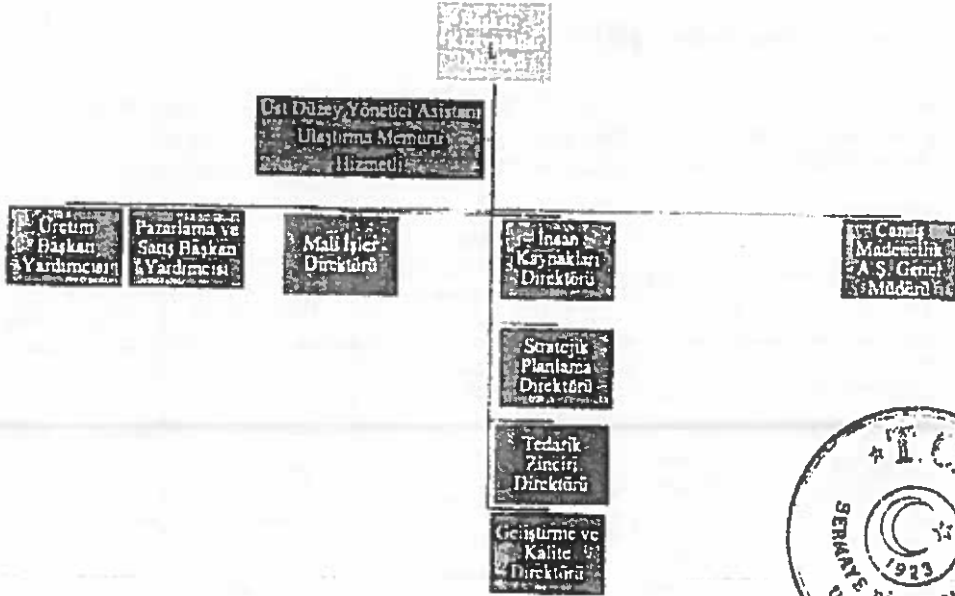 Başkan
Üst Düzey Yönetici Asistanı
Ulaştırma Memuru
Hizmetli
Üretim
Başkan
Yardımcısı
Pazarlama ve
Satış Başkan
Yardımcısı
Mali İşler
Direktörü
İnsan
Kaynakları
Direktörü
Camiş
Madencilik
A.Ş. Genel
Müdürü
Stratejik
Planlama
Direktörü
Tedarik
Zinciri
Direktörü
Geliştirme ve
Kalite
Direktörü
T.C.
SERMAYE
1923